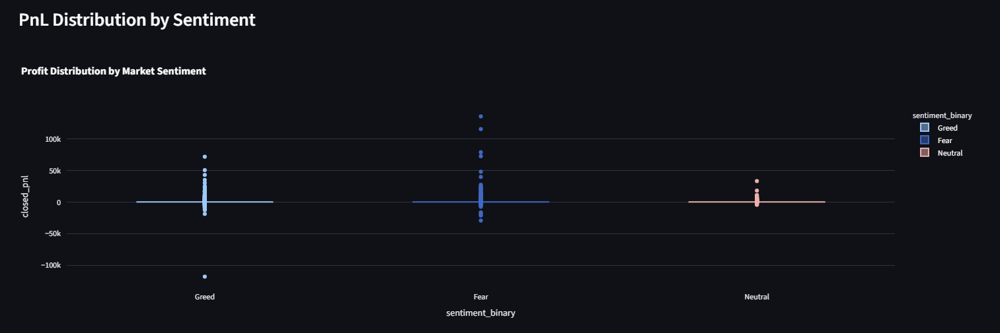 PnL Distribution by Sentiment
Profit Distribution by Market Sentiment
sentiment_binary
Greed
Fear
Neutral
closed_pnl
100k
50k
0
−50k
−100k
Greed
Fear
Neutral
sentiment_binary